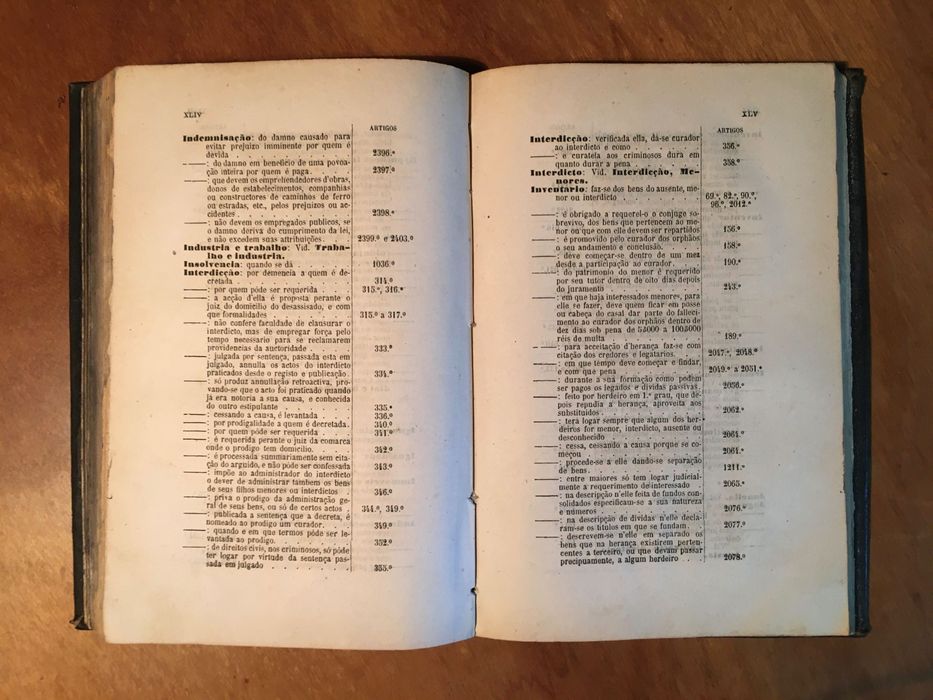 XLIV
ARTIGOS
Indemnisação: do damno causado para
evitar prejuizo imminente por quem é
devida . . . . . . . . . . 2396.º
——: do damno em beneficio de uma povoa-
ção inteira por quem é paga . . . . 2397.º
——: que devem os emprehendedores d'obras,
donos de estabelecimentos, companhias
ou constructores de caminhos de ferro
ou estradas, etc., pelos prejuizos ou ac-
cidentes . . . . . . . . . . 2398.º
——: não devem os empregados publicos, se
o damno deriva do cumprimento da lei,
e não excedem suas attribuições. . . . 2399.º e 2403.º
Industria e trabalho: Vid. Traba-
lho e industria.
Insolvencia: quando se dá . . . . . 1036.º
Interdicção: por demencia a quem é de-
cretada . . . . . . . . . . 314.º
——: por quem póde ser requerida . . . . 315.º, 316.º
——: a acção d'ella é proposta perante o
juiz do domicilio do desassisado, e com
que formalidades . . . . . . . 315.º a 317.º
——: não confere faculdade de clausurar o
interdicto, mas de empregar força pelo
tempo necessario para se reclamarem
providencias da auctoridade . . . . 333.º
——: julgada por sentença, passada esta em
julgado, annulla os actos do interdicto
praticados desde o registo e publicação . 334.º
——: só produz annullação retroactiva, pro-
vando-se que o acto foi praticado quando
já era notoria a sua causa, e conhecida
do outro estipulante . . . . . . 335.º
——: cessando a causa, é levantada . . . . 336.º
——: por prodigalidade a quem é decretada. 340.º
——: por quem póde ser requerida . . . . 341.º
——: é requerida perante o juiz da comarca
onde o prodigo tem domicilio. . . . 342.º
——: é processada summariamente sem cita-
ção do arguido, e não póde ser confessada 343.º
——: impõe ao administrador do interdicto
o dever de administrar tambem os bens
de seus filhos menores ou interdictos . 346.º
——: priva o prodigo da administração ge-
ral de seus bens, ou só de certos actos . 344.º, 349.º
——: publicada a sentença que a decreta, é
nomeado ao prodigo um curador. . . . 349.º
——: quando e em que termos póde ser le-
vantada ao prodigo. . . . . . . 352.º
——: de direitos civis, nos criminosos, só póde
ter logar por virtude da sentença pas-
sada em julgado . . . . . . . 355.º
XLV
ARTIGOS
Interdicção: verificada ella, dá-se curador
ao interdicto e como . . . . . . 356.º
——: e curatela aos criminosos dura em
quanto durar a pena . . . . . . 358.º
Interdicto: Vid. Interdicção, Me-
nores.
Inventário: faz-se dos bens do ausente, me-
nor ou interdicto . . . . . . . 69.º, 82.º, 90.º,
96.º, 2012.º
——: é obrigado a requerel-o o conjuge so-
brevivo, dos bens que pertencem ao me-
nor ou que com elle devem ser repartidos 156.º
——: é promovido pelo curador dos orphãos
o seu andamento e conclusão. . . . 158.º
——: deve começar-se dentro de um mez
desde a participação ao curador. . . . 190.º
——: do patrimonio do menor é requerido
por seu tutor dentro de oito dias depois
do juramento . . . . . . . . 243.º
——: em que haja interessados menores, para
elle se fazer, deve quem ficar em posse
ou cabeça do casal dar parte do falleci-
mento ao curador dos orphãos dentro de
dez dias sob pena de 5$000 a 100$000
réis de multa . . . . . . . . 189.º
——: para acceitação d'herança faz-se com
citação dos credores e legatarios. . . 2047.º, 2048.º
——: em que tempo deve começar e findar,
e com que pena . . . . . . . 2049.º a 2051.º
——: durante a sua formação como podem
ser pagos os legados e dividas passivas. 2056.º
——: feito por herdeiro em 1.º grau, que de-
pois repudia a herança, aproveita aos
substituidos . . . . . . . . 2062.º
——: terá logar sempre que algum dos her-
deiros for menor, interdicto, ausente ou
desconhecido . . . . . . . . 2064.º
——: cessa, cessando a causa porque se co-
meçou . . . . . . . . . . 2064.º
——: procede-se a elle dando-se separação
de bens. . . . . . . . . . 1211.º
——: entre maiores só tem logar judicial-
mente a requerimento de interessado . 2065.º
——: na descripção n'elle feita de fundos con-
solidados especificam-se a sua natureza
e numeros . . . . . . . . . 2076.º
——: na descripção de dividas n'elle decla-
ram-se os titulos em que se fundam. . . 2077.º
——: descrevem-se n'elle em separado os
bens que na herança existirem perten-
centes a terceiro, ou que devam passar
precipuamente, a algum herdeiro . . 2078.º